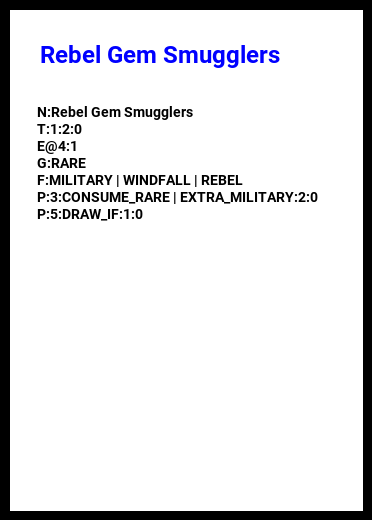 Rebel Gem Smugglers
N:Rebel Gem Smugglers
T:1:2:0
E@4:1
G:RARE
F:MILITARY | WINDFALL | REBEL
P:3:CONSUME_RARE | EXTRA_MILITARY:2:0
P:5:DRAW_IF:1:0